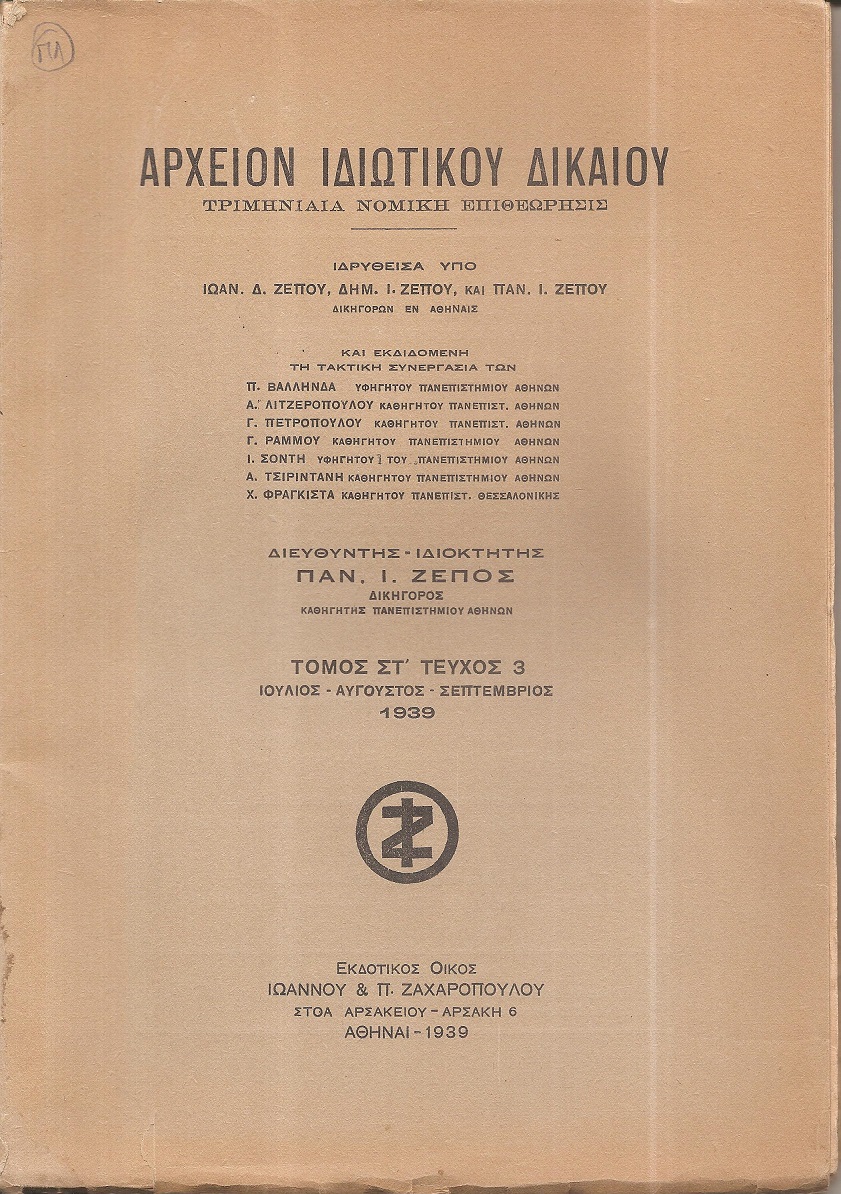 ΠΛ
ΑΡΧΕΙΟΝ ΙΔΙΩΤΙΚΟΥ ΔΙΚΑΙΟΥ
ΤΡΙΜΗΝΙΑΙΑ ΝΟΜΙΚΗ ΕΠΙΘΕΩΡΗΣΙΣ
ΙΔΡΥΘΕΙΣΑ ΥΠΟ
ΙΩΑΝ. Δ. ΖΕΠΟΥ, ΔΗΜ. Ι. ΖΕΠΟΥ, ΚΑΙ ΠΑΝ. Ι. ΖΕΠΟΥ
ΔΙΚΗΓΟΡΩΝ ΕΝ ΑΘΗΝΑΙΣ
ΚΑΙ ΕΚΔΙΔΟΜΕΝΗ
ΤΗ ΤΑΚΤΙΚΗ ΣΥΝΕΡΓΑΣΙΑ ΤΩΝ
Π. ΒΑΛΛΗΝΔΑ ΥΦΗΓΗΤΟΥ ΠΑΝΕΠΙΣΤΗΜΙΟΥ ΑΘΗΝΩΝ
Α. ΛΙΤΖΕΡΟΠΟΥΛΟΥ ΚΑΘΗΓΗΤΟΥ ΠΑΝΕΠΙΣΤ. ΑΘΗΝΩΝ
Γ. ΠΕΤΡΟΠΟΥΛΟΥ ΚΑΘΗΓΗΤΟΥ ΠΑΝΕΠΙΣΤ. ΑΘΗΝΩΝ
Γ. ΡΑΜΜΟΥ ΚΑΘΗΓΗΤΟΥ ΠΑΝΕΠΙΣΤΗΜΙΟΥ ΑΘΗΝΩΝ
Ι. ΣΟΝΤΗ ΥΦΗΓΗΤΟΥ ΤΟΥ ΠΑΝΕΠΙΣΤΗΜΙΟΥ ΑΘΗΝΩΝ
Α. ΤΣΙΡΙΝΤΑΝΗ ΚΑΘΗΓΗΤΟΥ ΠΑΝΕΠΙΣΤΗΜΙΟΥ ΑΘΗΝΩΝ
Χ. ΦΡΑΓΚΙΣΤΑ ΚΑΘΗΓΗΤΟΥ ΠΑΝΕΠΙΣΤ. ΘΕΣΣΑΛΟΝΙΚΗΣ
ΔΙΕΥΘΥΝΤΗΣ - ΙΔΙΟΚΤΗΤΗΣ
ΠΑΝ. Ι. ΖΕΠΟΣ
ΔΙΚΗΓΟΡΟΣ
ΚΑΘΗΓΗΤΗΣ ΠΑΝΕΠΙΣΤΗΜΙΟΥ ΑΘΗΝΩΝ
ΤΟΜΟΣ ΣΤ' ΤΕΥΧΟΣ 3
ΙΟΥΛΙΟΣ - ΑΥΓΟΥΣΤΟΣ - ΣΕΠΤΕΜΒΡΙΟΣ
1939
ΕΚΔΟΤΙΚΟΣ ΟΙΚΟΣ
ΙΩΑΝΝΟΥ & Π. ΖΑΧΑΡΟΠΟΥΛΟΥ
ΣΤΟΑ ΑΡΣΑΚΕΙΟΥ - ΑΡΣΑΚΗ 6
ΑΘΗΝΑΙ - 1939